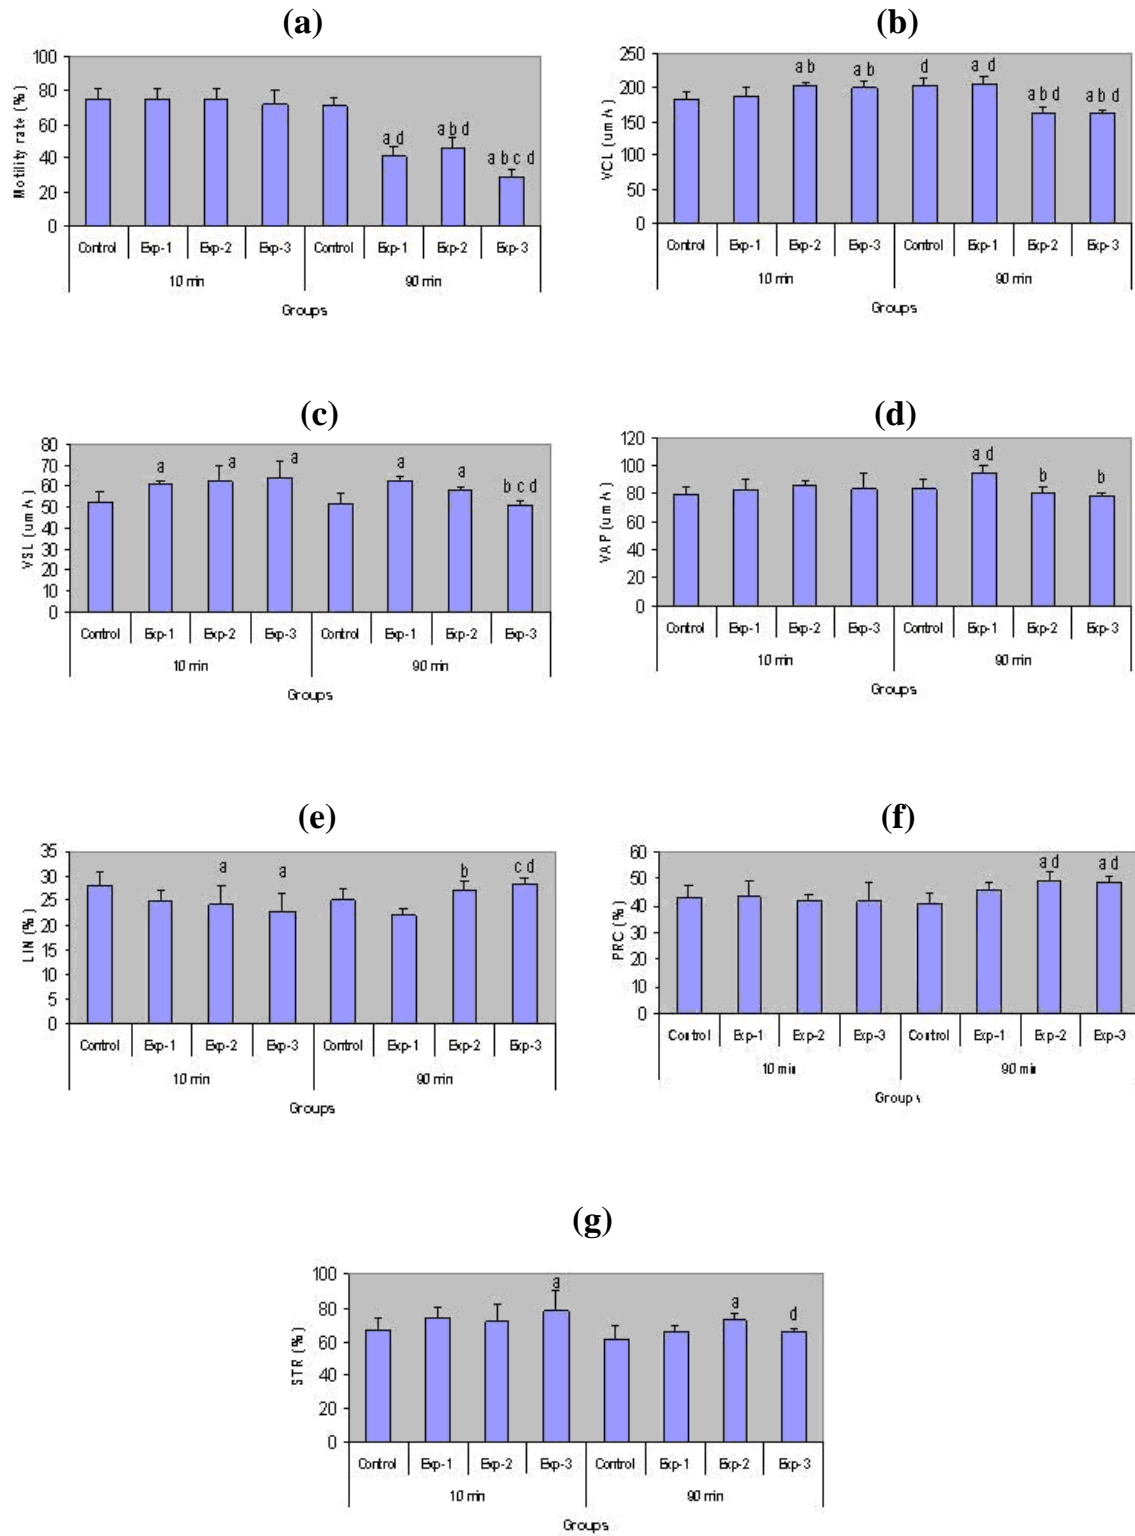 (a)
(b)
100
80
60
40
20
0
Motility rate (%)
a d
a b d
a b c d
Control Exp-1 Exp-2 Exp-3 Control Exp-1 Exp-2 Exp-3
10 min 90 min
Groups
250
200
150
100
50
0
VCL (um/s)
a b
a b
d
a d
a b d
a b d
Control Exp-1 Exp-2 Exp-3 Control Exp-1 Exp-2 Exp-3
10 min 90 min
Groups
(c)
(d)
80
70
60
50
40
30
20
10
0
VSL (um/s)
a
a
a
a
a
b c d
Control Exp-1 Exp-2 Exp-3 Control Exp-1 Exp-2 Exp-3
10 min 90 min
Groups
120
100
80
60
40
20
0
VAP (um/s)
a d
b
b
Control Exp-1 Exp-2 Exp-3 Control Exp-1 Exp-2 Exp-3
10 min 90 min
Groups
(e)
(f)
35
30
25
20
15
10
5
0
LIN (%)
a
a
b
c d
Control Exp-1 Exp-2 Exp-3 Control Exp-1 Exp-2 Exp-3
10 min 90 min
Groups
60
50
40
30
20
10
0
PRC (%)
a d
a d
Control Exp-1 Exp-2 Exp-3 Control Exp-1 Exp-2 Exp-3
10 min 90 min
Groups
(g)
100
80
60
40
20
0
STR (%)
a
a
d
Control Exp-1 Exp-2 Exp-3 Control Exp-1 Exp-2 Exp-3
10 min 90 min
Groups